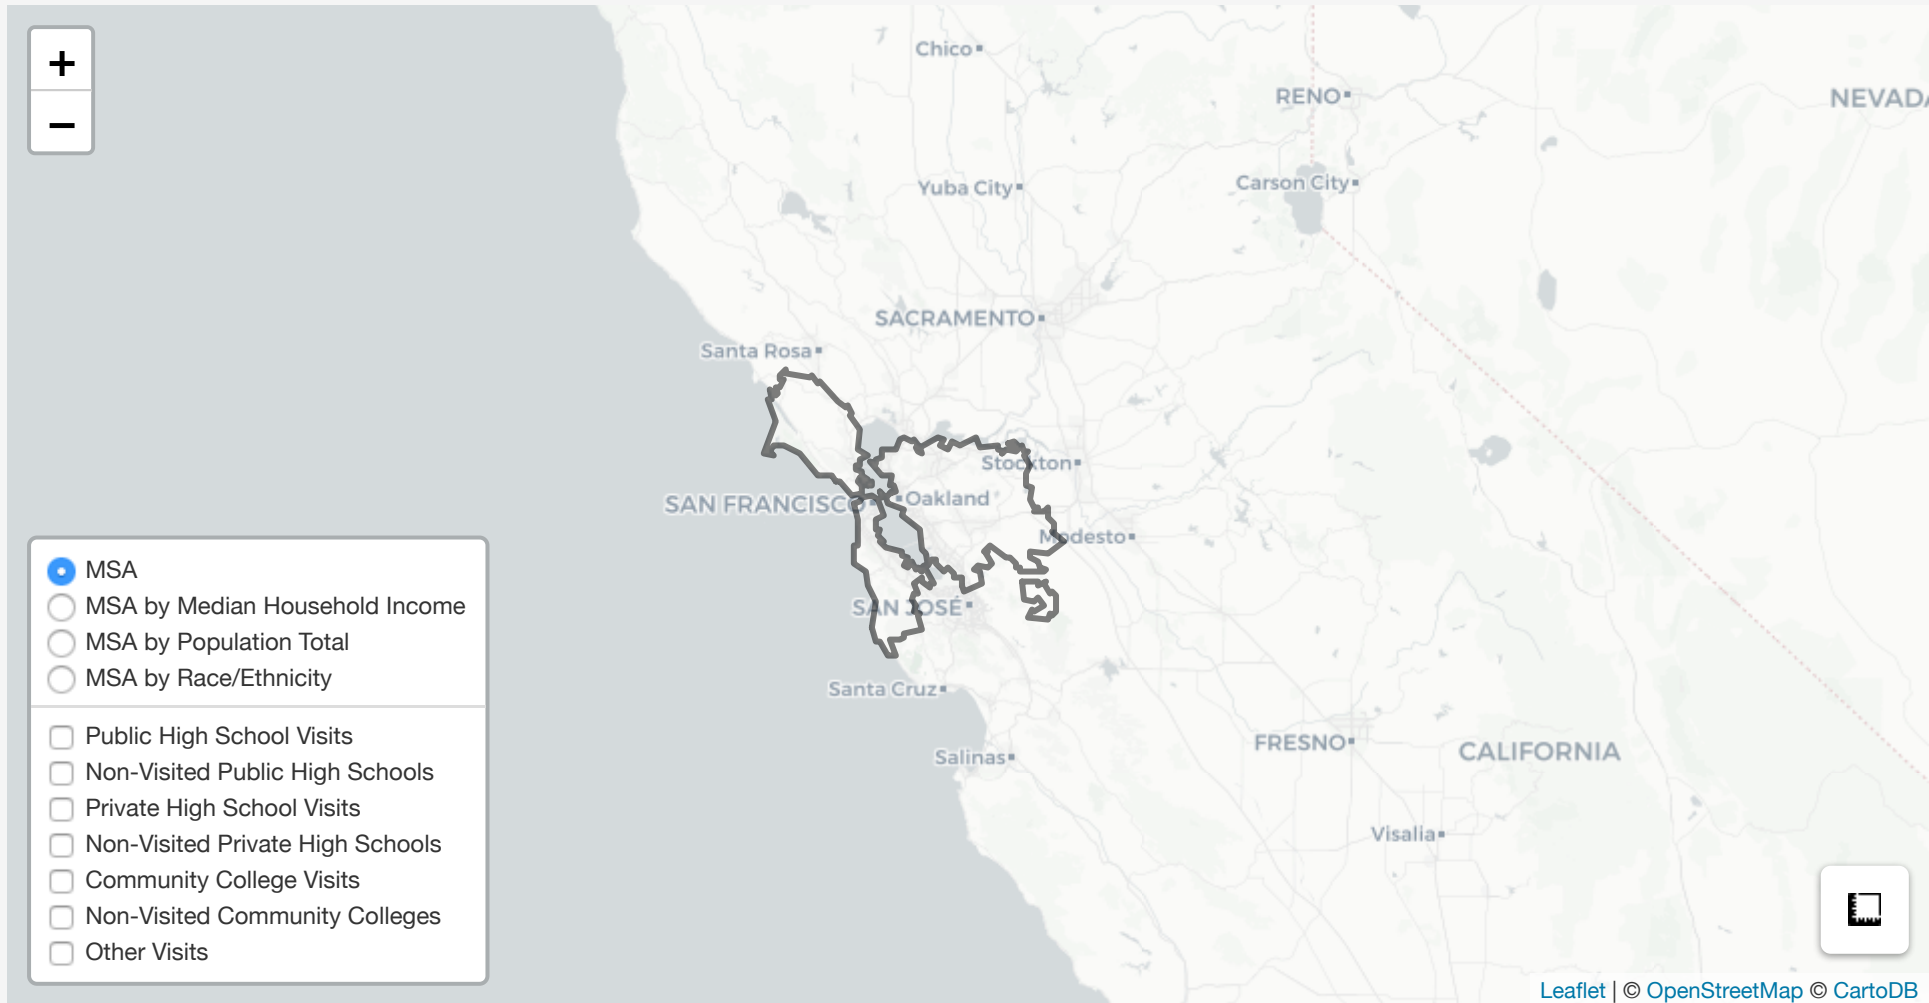 +
−
Chico
RENO
NEVADA
Yuba City
Carson City
SACRAMENTO
Santa Rosa
Stockton
SAN FRANCISCO
Oakland
Modesto
SAN JOSÉ
Santa Cruz
Salinas
FRESNO
CALIFORNIA
Visalia
MSA
MSA by Median Household Income
MSA by Population Total
MSA by Race/Ethnicity
Public High School Visits
Non-Visited Public High Schools
Private High School Visits
Non-Visited Private High Schools
Community College Visits
Non-Visited Community Colleges
Other Visits
Leaflet | © OpenStreetMap © CartoDB